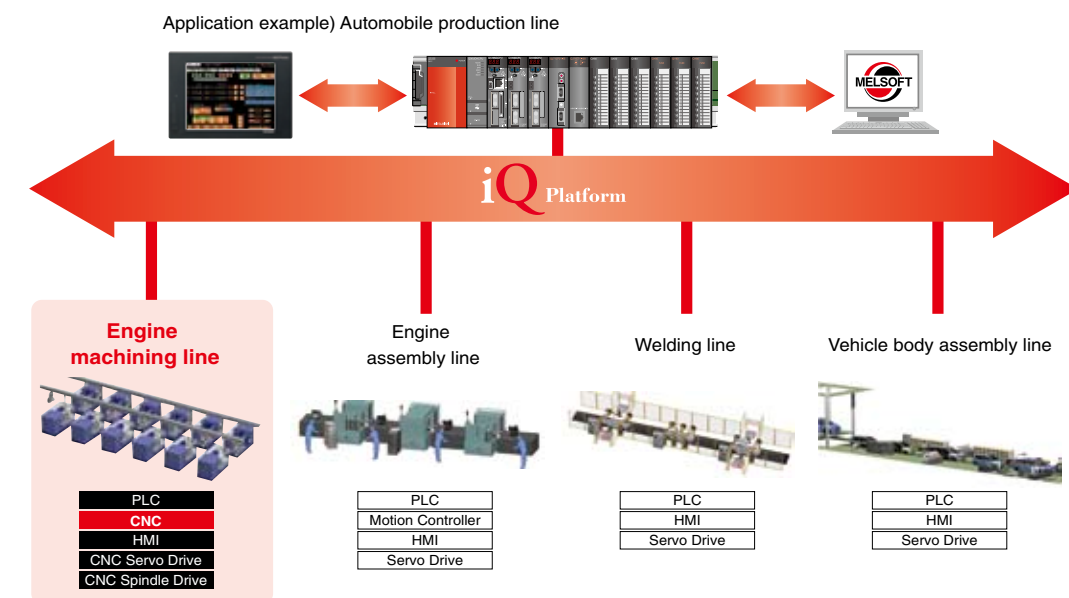 Application example) Automobile production line
MELSOFT
iQ Platform
Engine
machining line
Engine
assembly line
Welding line
Vehicle body assembly line
PLC
CNC
HMI
CNC Servo Drive
CNC Spindle Drive
PLC
Motion Controller
HMI
Servo Drive
PLC
HMI
Servo Drive
PLC
HMI
Servo Drive